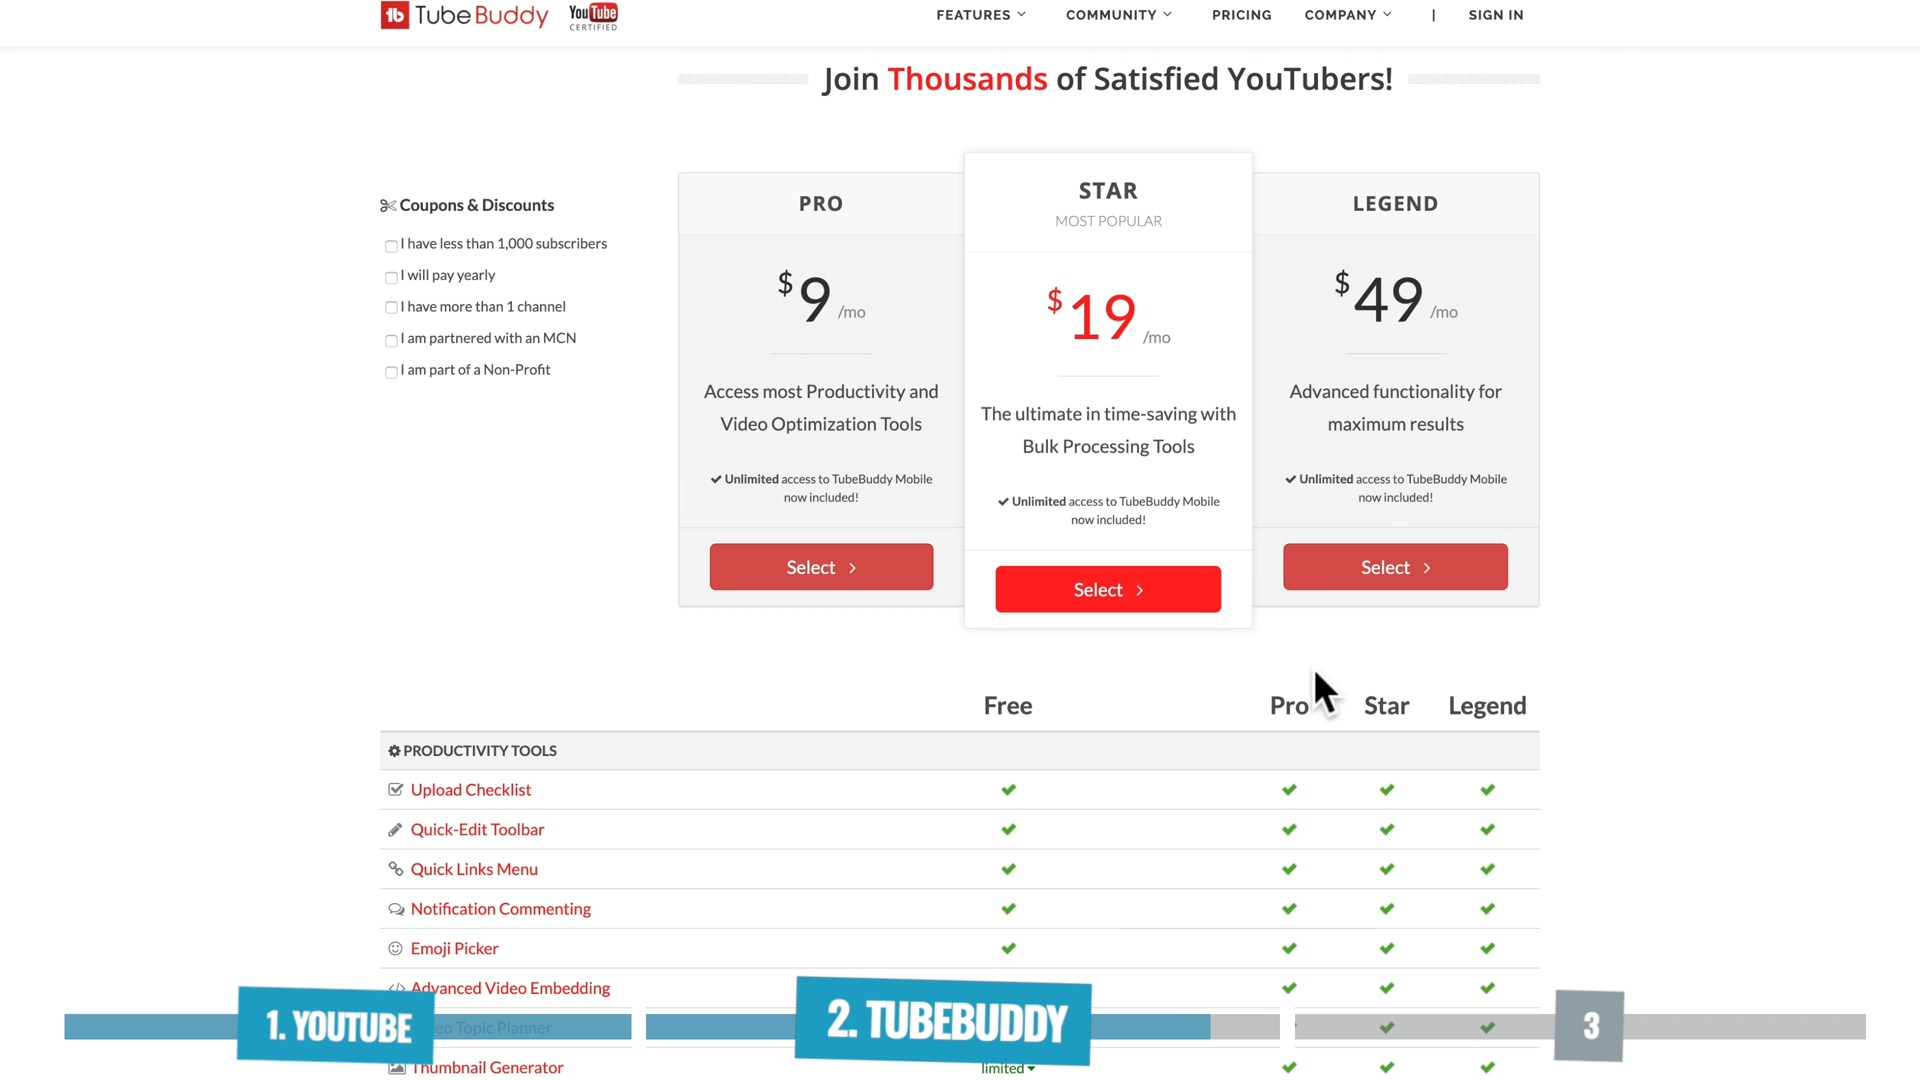 tb TubeBuddy YouTube CERTIFIED FEATURES COMMUNITY PRICING COMPANY | SIGN IN
Join Thousands of Satisfied YouTubers!
Coupons & Discounts
I have less than 1,000 subscribers
I will pay yearly
I have more than 1 channel
I am partnered with an MCN
I am part of a Non-Profit
PRO
$9 /mo
Access most Productivity and
Video Optimization Tools
Unlimited access to TubeBuddy Mobile
now included!
Select
STAR
MOST POPULAR
$19 /mo
The ultimate in time-saving with
Bulk Processing Tools
Unlimited access to TubeBuddy Mobile
now included!
Select
LEGEND
$49 /mo
Advanced functionality for
maximum results
Unlimited access to TubeBuddy Mobile
now included!
Select
Free Pro Star Legend
PRODUCTIVITY TOOLS
Upload Checklist
Quick-Edit Toolbar
Quick Links Menu
Notification Commenting
Emoji Picker
Advanced Video Embedding
Topic Planner
Thumbnail Generator limited
1. YOUTUBE
2. TUBEBUDDY
3